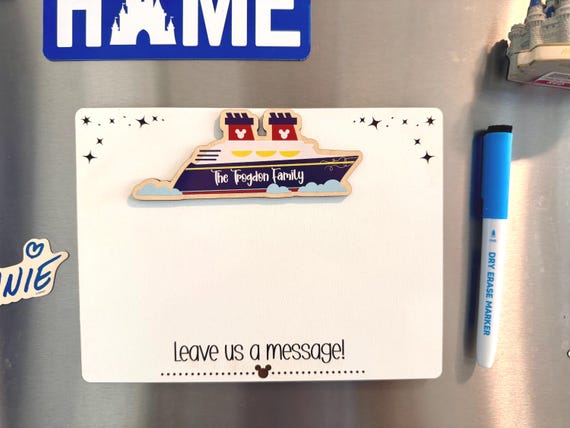 HOME
The Trogdon Family
NIE
DRY ERASE MARKER
Leave us a message!